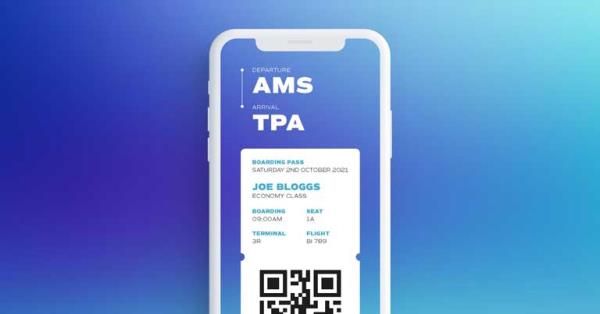 DEPARTURE
AMS
ARRIVAL
TPA
BOARDING PASS
SATURDAY 2ND OCTOBER 2021
JOE BLOGGS
ECONOMY CLASS
BOARDING SEAT
09:00AM 1A
TERMINAL FLIGHT
3R BI 789